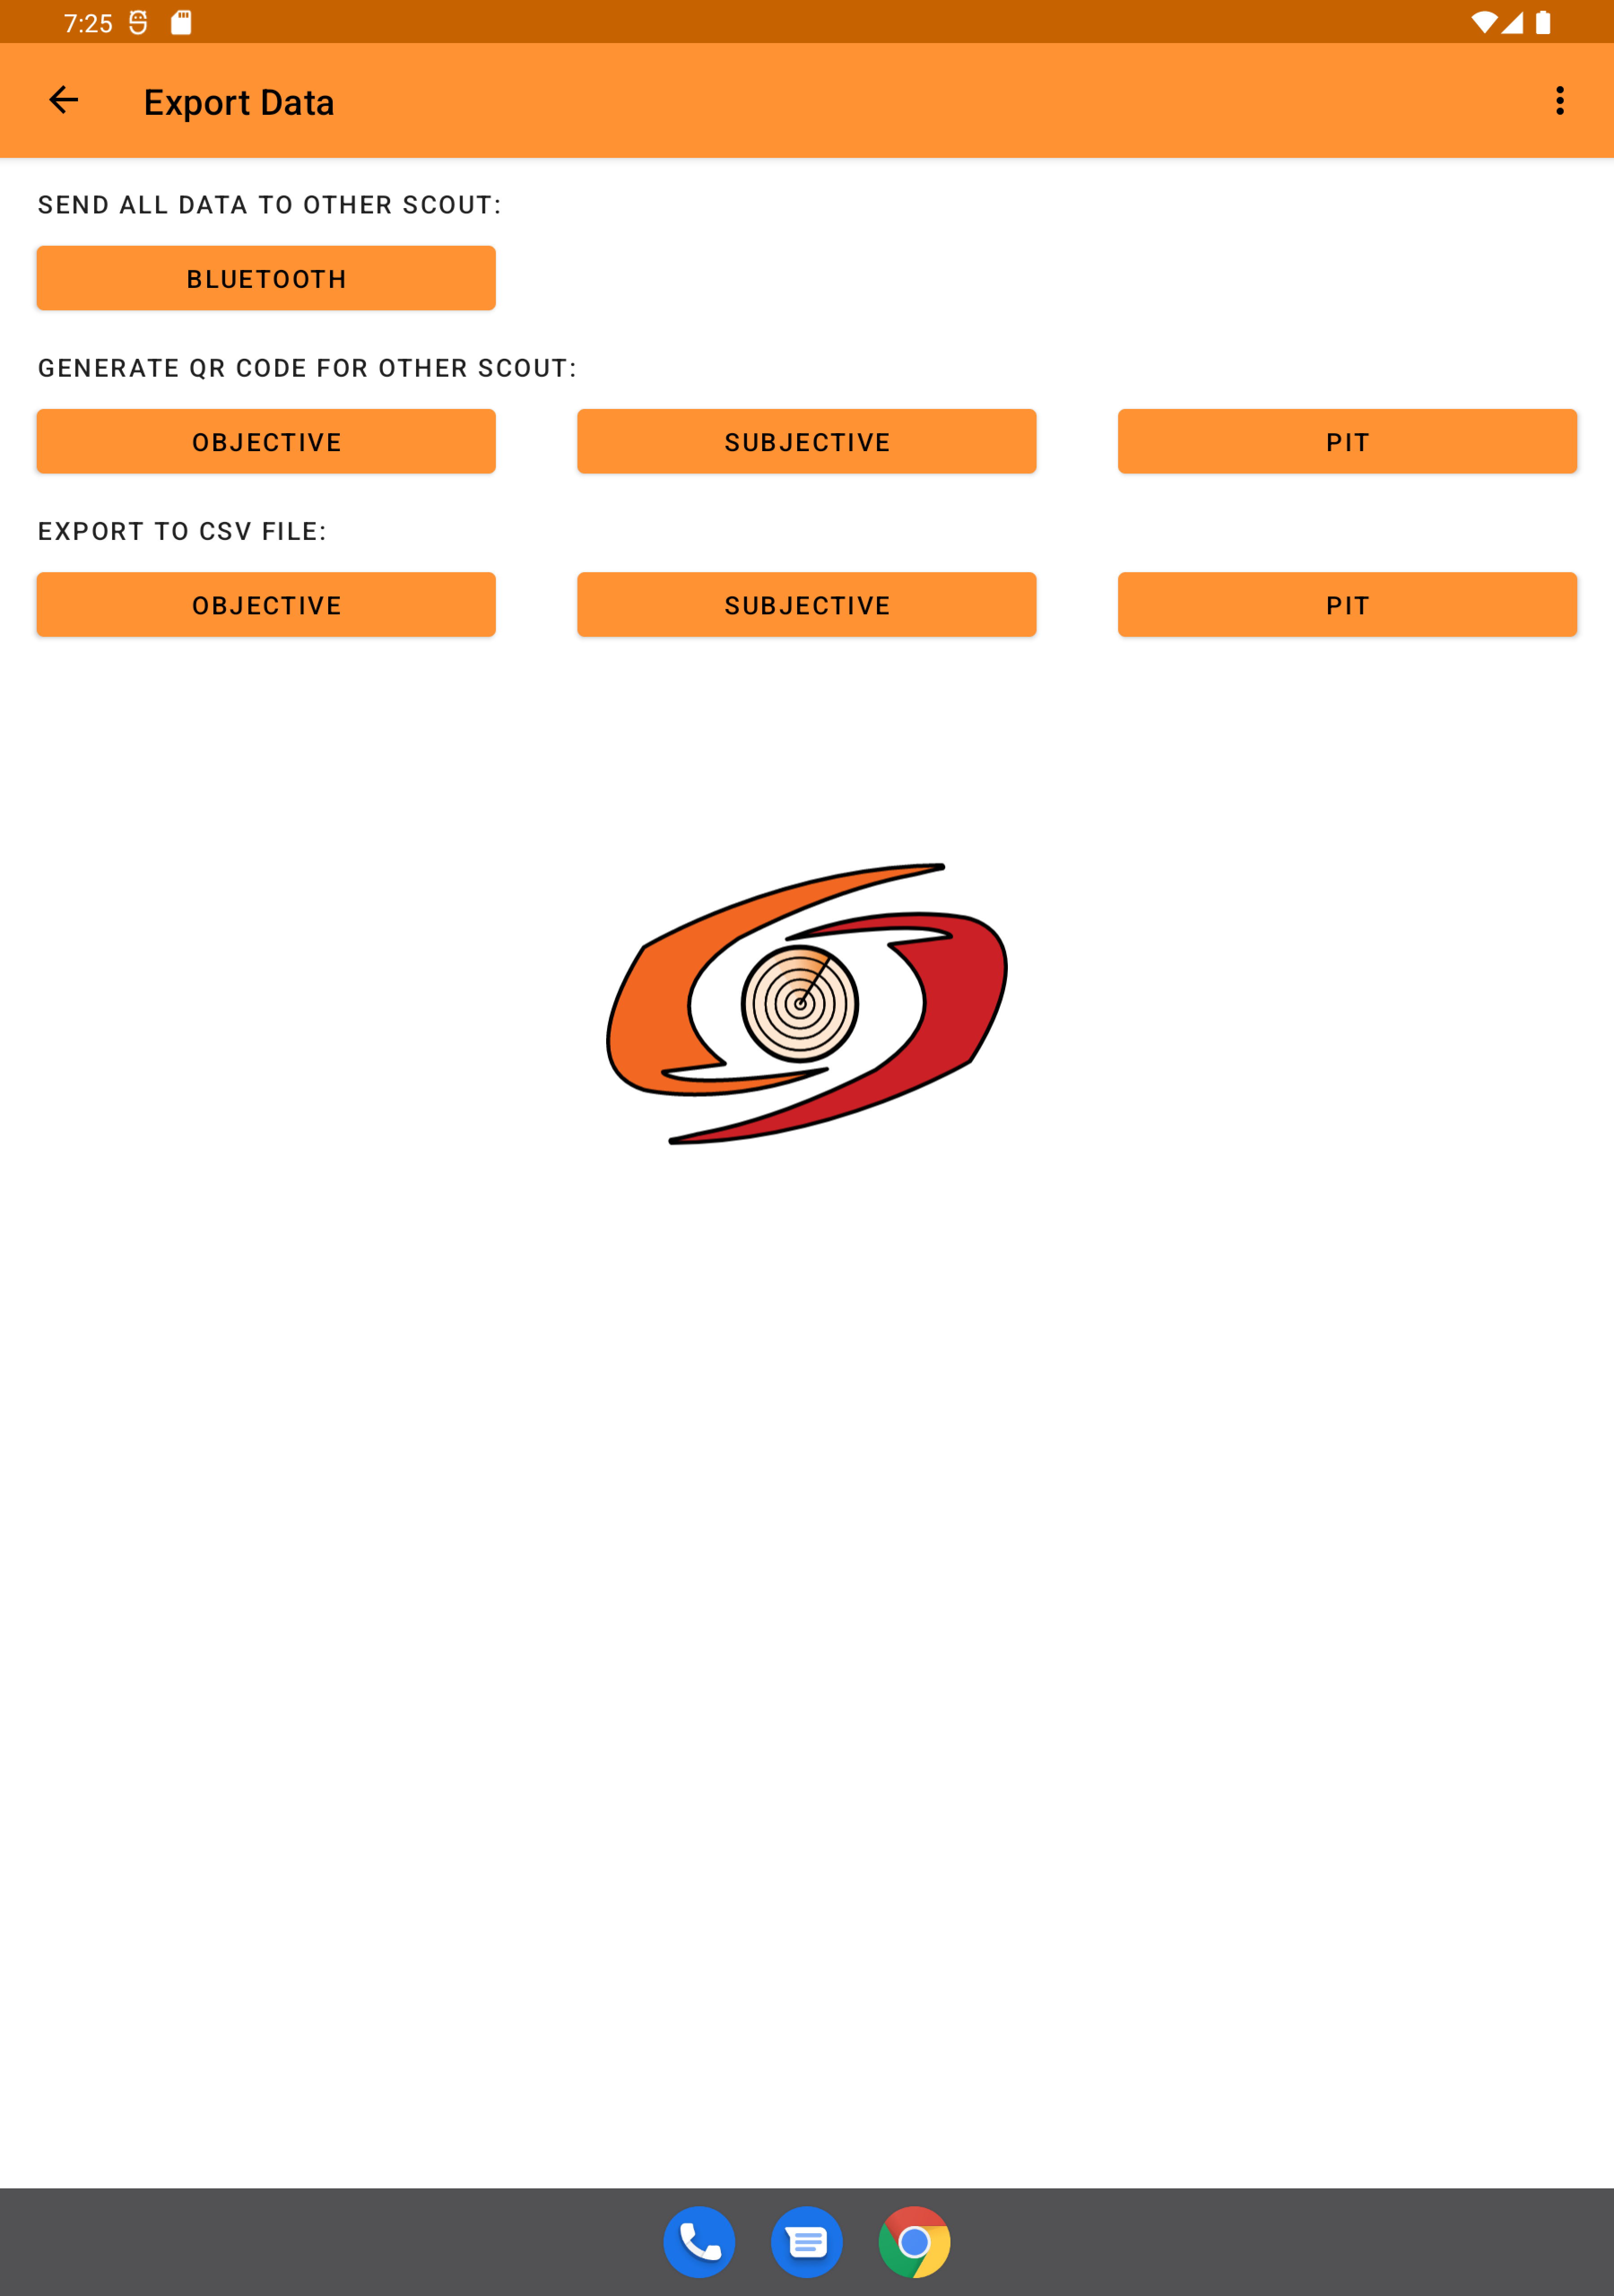 7:25
Export Data
SEND ALL DATA TO OTHER SCOUT:
BLUETOOTH
GENERATE QR CODE FOR OTHER SCOUT:
OBJECTIVE SUBJECTIVE PIT
EXPORT TO CSV FILE:
OBJECTIVE SUBJECTIVE PIT